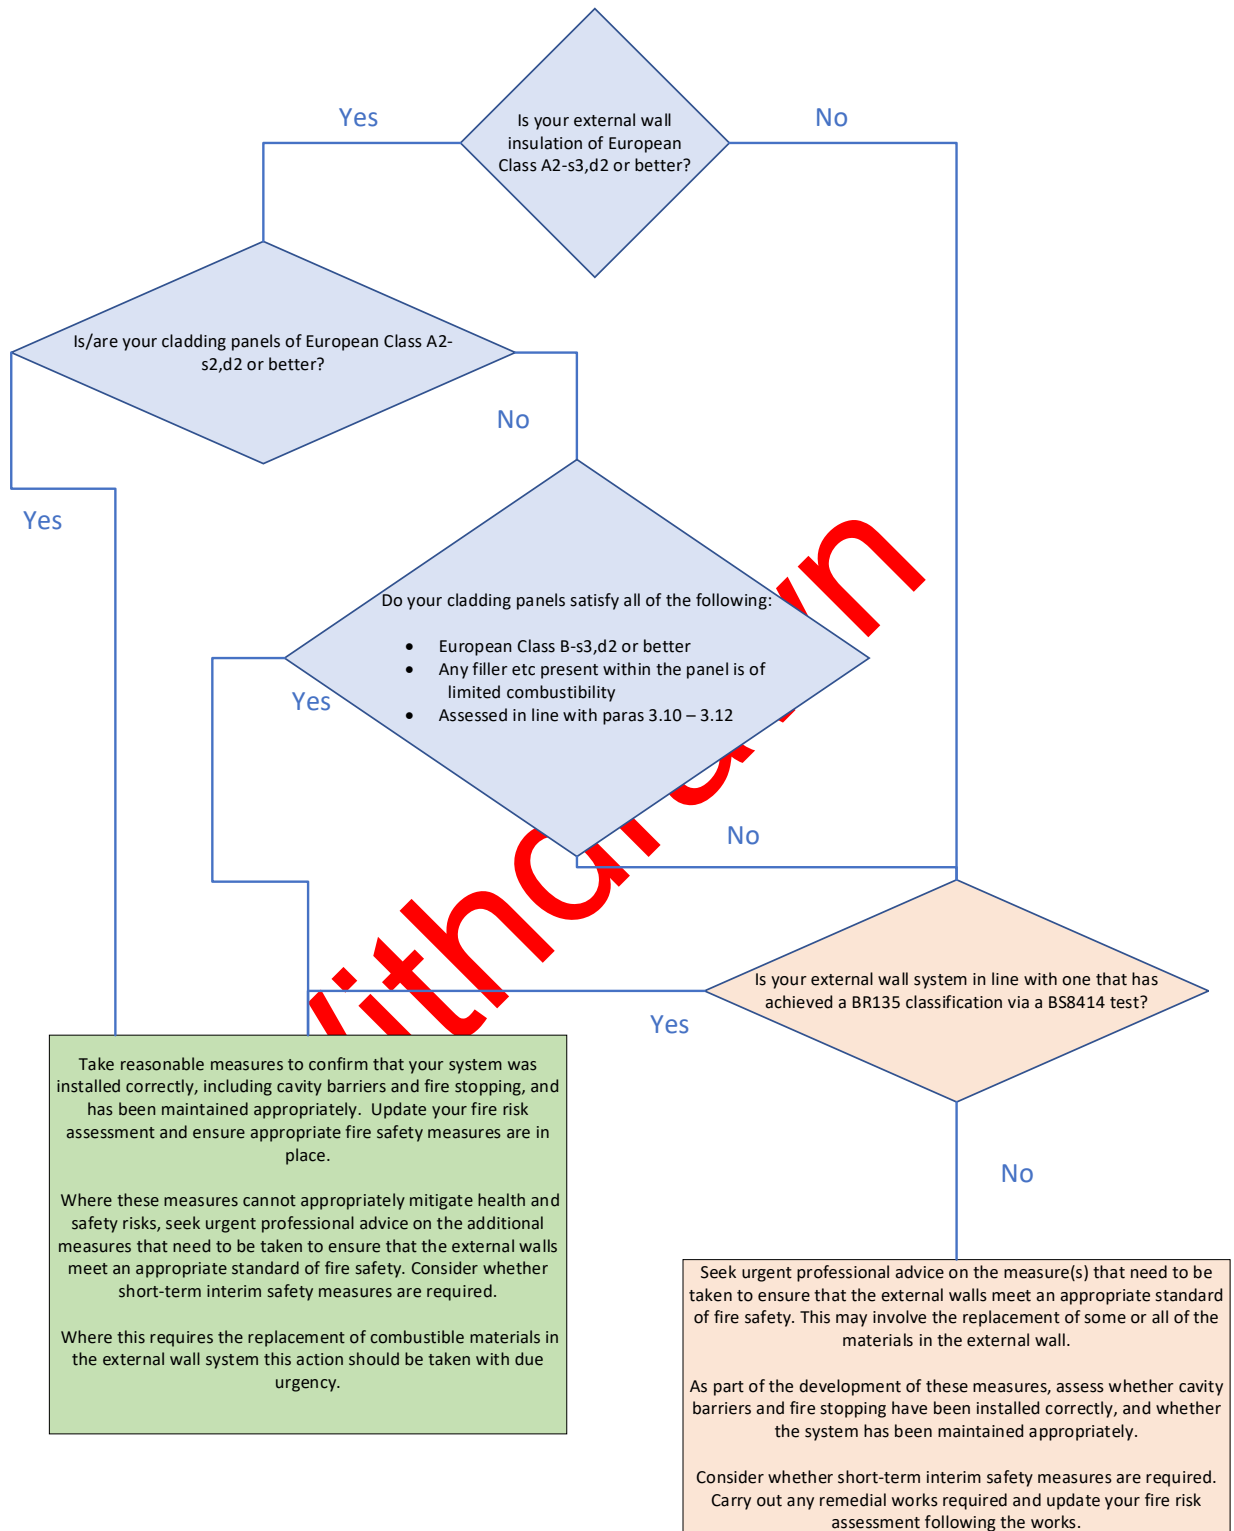 Yes
No
Is your external wall
insulation of European
Class A2-s3,d2 or better?
Is/are your cladding panels of European Class A2-
s2,d2 or better?
No
Yes
Do your cladding panels satisfy all of the following:
• European Class B-s3,d2 or better
• Any filler etc present within the panel is of
limited combustibility
• Assessed in line with paras 3.10 – 3.12
Yes
No
Withdrawn
Is your external wall system in line with one that has
achieved a BR135 classification via a BS8414 test?
Yes
No
Take reasonable measures to confirm that your system was
installed correctly, including cavity barriers and fire stopping, and
has been maintained appropriately. Update your fire risk
assessment and ensure appropriate fire safety measures are in
place.
Where these measures cannot appropriately mitigate health and
safety risks, seek urgent professional advice on the additional
measures that need to be taken to ensure that the external walls
meet an appropriate standard of fire safety. Consider whether
short-term interim safety measures are required.
Where this requires the replacement of combustible materials in
the external wall system this action should be taken with due
urgency.
Seek urgent professional advice on the measure(s) that need to be
taken to ensure that the external walls meet an appropriate standard
of fire safety. This may involve the replacement of some or all of the
materials in the external wall.
As part of the development of these measures, assess whether cavity
barriers and fire stopping have been installed correctly, and whether
the system has been maintained appropriately.
Consider whether short-term interim safety measures are required.
Carry out any remedial works required and update your fire risk
assessment following the works.